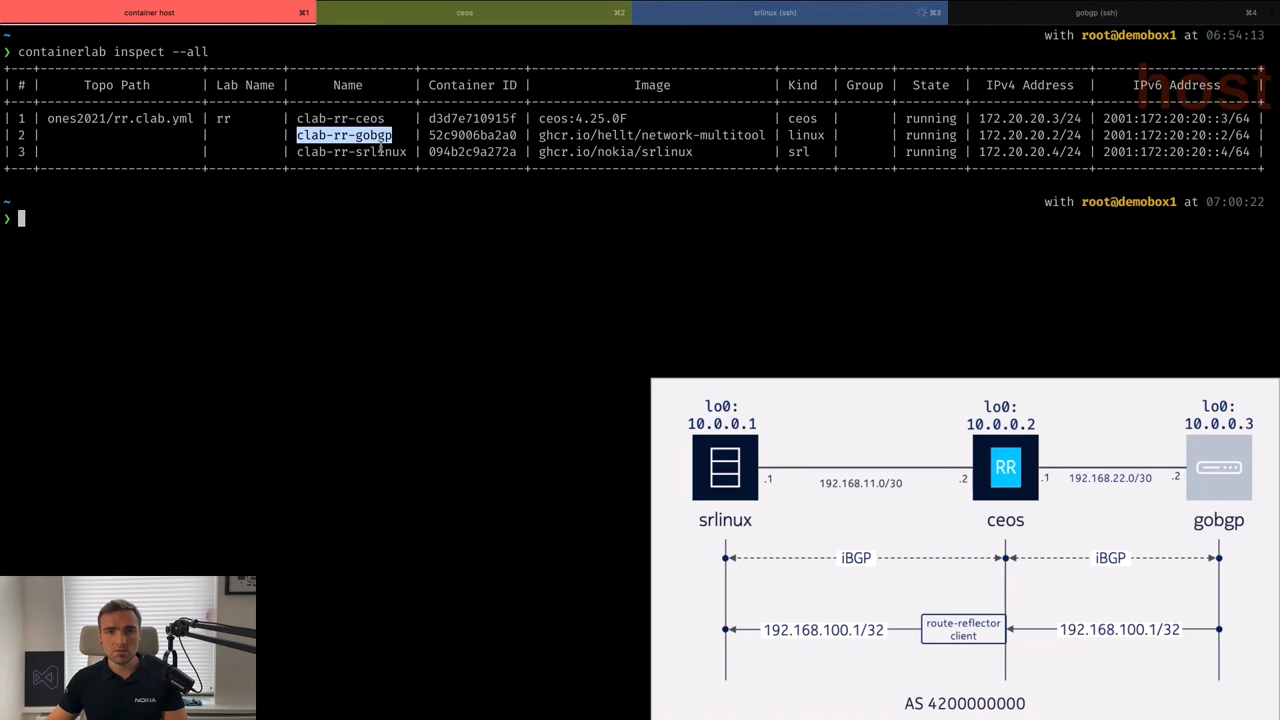 container host ⌘1 ceos ⌘2 srlinux (ssh) ⌘3 gobgp (ssh) ⌘4
~ with root@demobox1 at 06:54:13
❯ containerlab inspect --all
host
| # | Topo Path | Lab Name | Name | Container ID | Image | Kind | Group | State | IPv4 Address | IPv6 Address |
| 1 | ones2021/rr.clab.yml | rr | clab-rr-ceos | d3d7e710915f | ceos:4.25.0F | ceos | | running | 172.20.20.3/24 | 2001:172:20:20::3/64 |
| 2 | | | clab-rr-gobgp | 52c9006ba2a0 | ghcr.io/hellt/network-multitool | linux | | running | 172.20.20.2/24 | 2001:172:20:20::2/64 |
| 3 | | | clab-rr-srlinux | 094b2c9a272a | ghcr.io/nokia/srlinux | srl | | running | 172.20.20.4/24 | 2001:172:20:20::4/64 |
~ with root@demobox1 at 07:00:22
❯
lo0: lo0: lo0:
10.0.0.1 10.0.0.2 10.0.0.3
RR
.1 192.168.11.0/30 .2 .1 192.168.22.0/30 .2
srlinux ceos gobgp
iBGP iBGP
192.168.100.1/32 route-reflector client 192.168.100.1/32
AS 4200000000
NOKIA